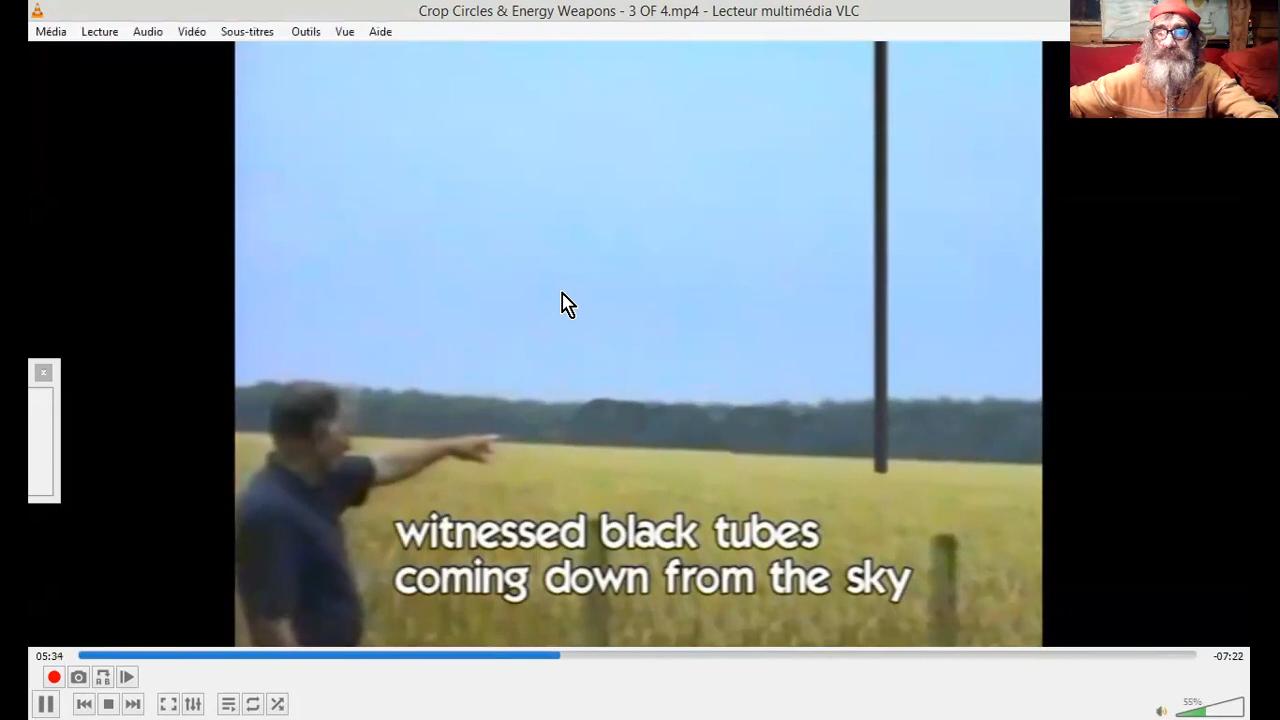 Crop Circles & Energy Weapons - 3 OF 4.mp4 - Lecteur multimédia VLC
Média Lecture Audio Vidéo Sous-titres Outils Vue Aide
x
witnessed black tubes
coming down from the sky
05:34 -07:22
A B
55%